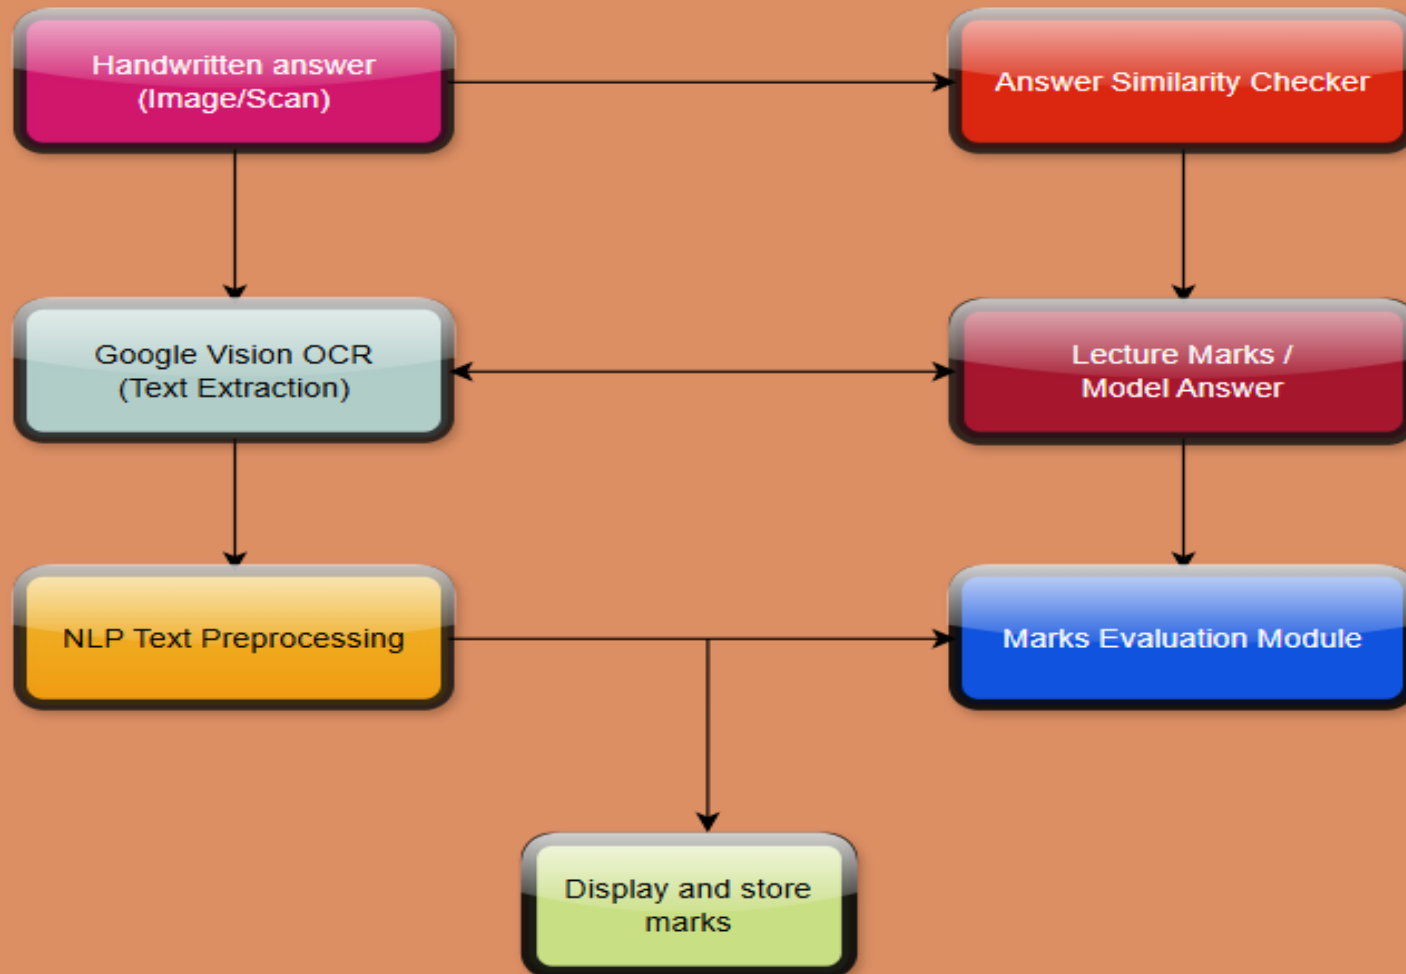 Handwritten answer
(Image/Scan)
Answer Similarity Checker
Google Vision OCR
(Text Extraction)
Lecture Marks /
Model Answer
NLP Text Preprocessing
Marks Evaluation Module
Display and store
marks